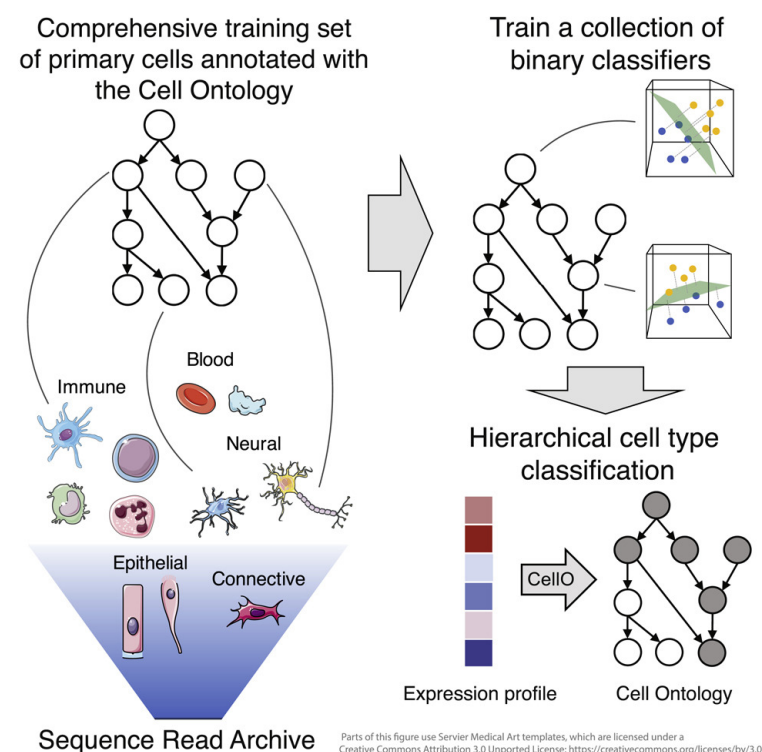 Comprehensive training set
of primary cells annotated with
the Cell Ontology
Train a collection of
binary classifiers
Immune
Blood
Neural
Epithelial
Connective
Sequence Read Archive
Hierarchical cell type
classification
CellO
Expression profile
Cell Ontology
Parts of this figure use Servier Medical Art templates, which are licensed under a
Creative Commons Attribution 3.0 Unported License: https://creativecommons.org/licenses/by/3.0